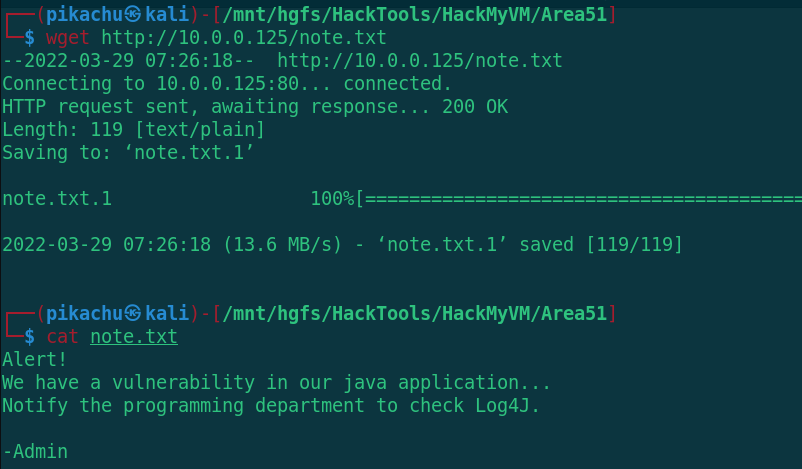 ┌──(pikachu㉿kali)-[/mnt/hgfs/HackTools/HackMyVM/Area51]
└─$ wget http://10.0.0.125/note.txt
--2022-03-29 07:26:18--  http://10.0.0.125/note.txt
Connecting to 10.0.0.125:80... connected.
HTTP request sent, awaiting response... 200 OK
Length: 119 [text/plain]
Saving to: ‘note.txt.1’
note.txt.1                  100%[========================================
2022-03-29 07:26:18 (13.6 MB/s) - ‘note.txt.1’ saved [119/119]
┌──(pikachu㉿kali)-[/mnt/hgfs/HackTools/HackMyVM/Area51]
└─$ cat note.txt
Alert!
We have a vulnerability in our java application...
Notify the programming department to check Log4J.
-Admin